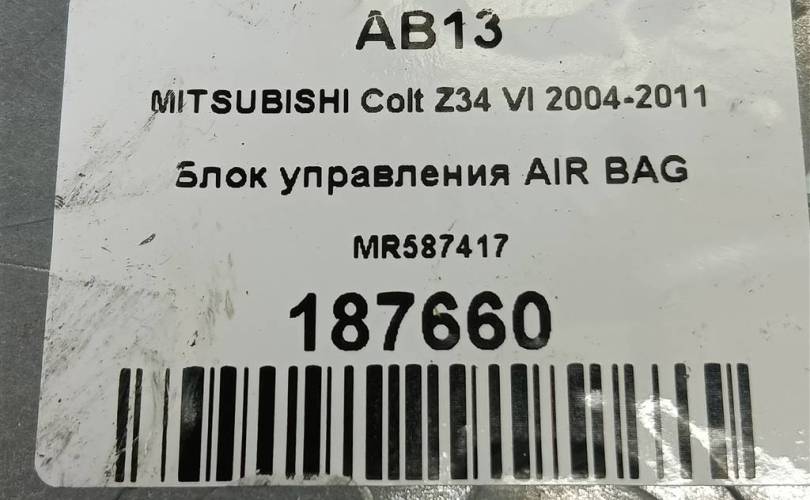 AB13
MITSUBISHI Colt Z34 VI 2004-2011
Блок управления AIR BAG
MR587417
187660